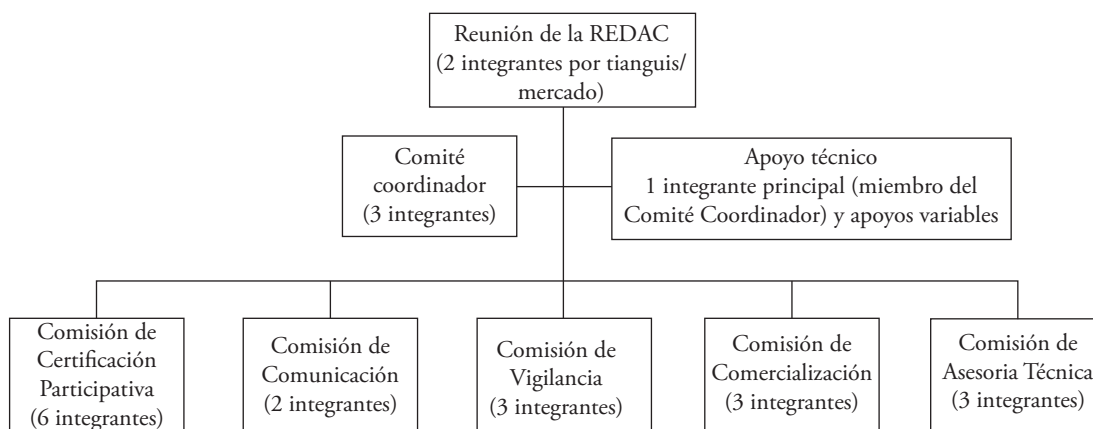 Reunión de la REDAC
(2 integrantes por tianguis/
mercado)
Comité
coordinador
(3 integrantes)
Apoyo técnico
1 integrante principal (miembro del
Comité Coordinador) y apoyos variables
Comisión de
Certificación
Participativa
(6 integrantes)
Comisión de
Comunicación
(2 integrantes)
Comisión de
Vigilancia
(3 integrantes)
Comisión de
Comercialización
(3 integrantes)
Comisión de
Asesoria Técnica
(3 integrantes)